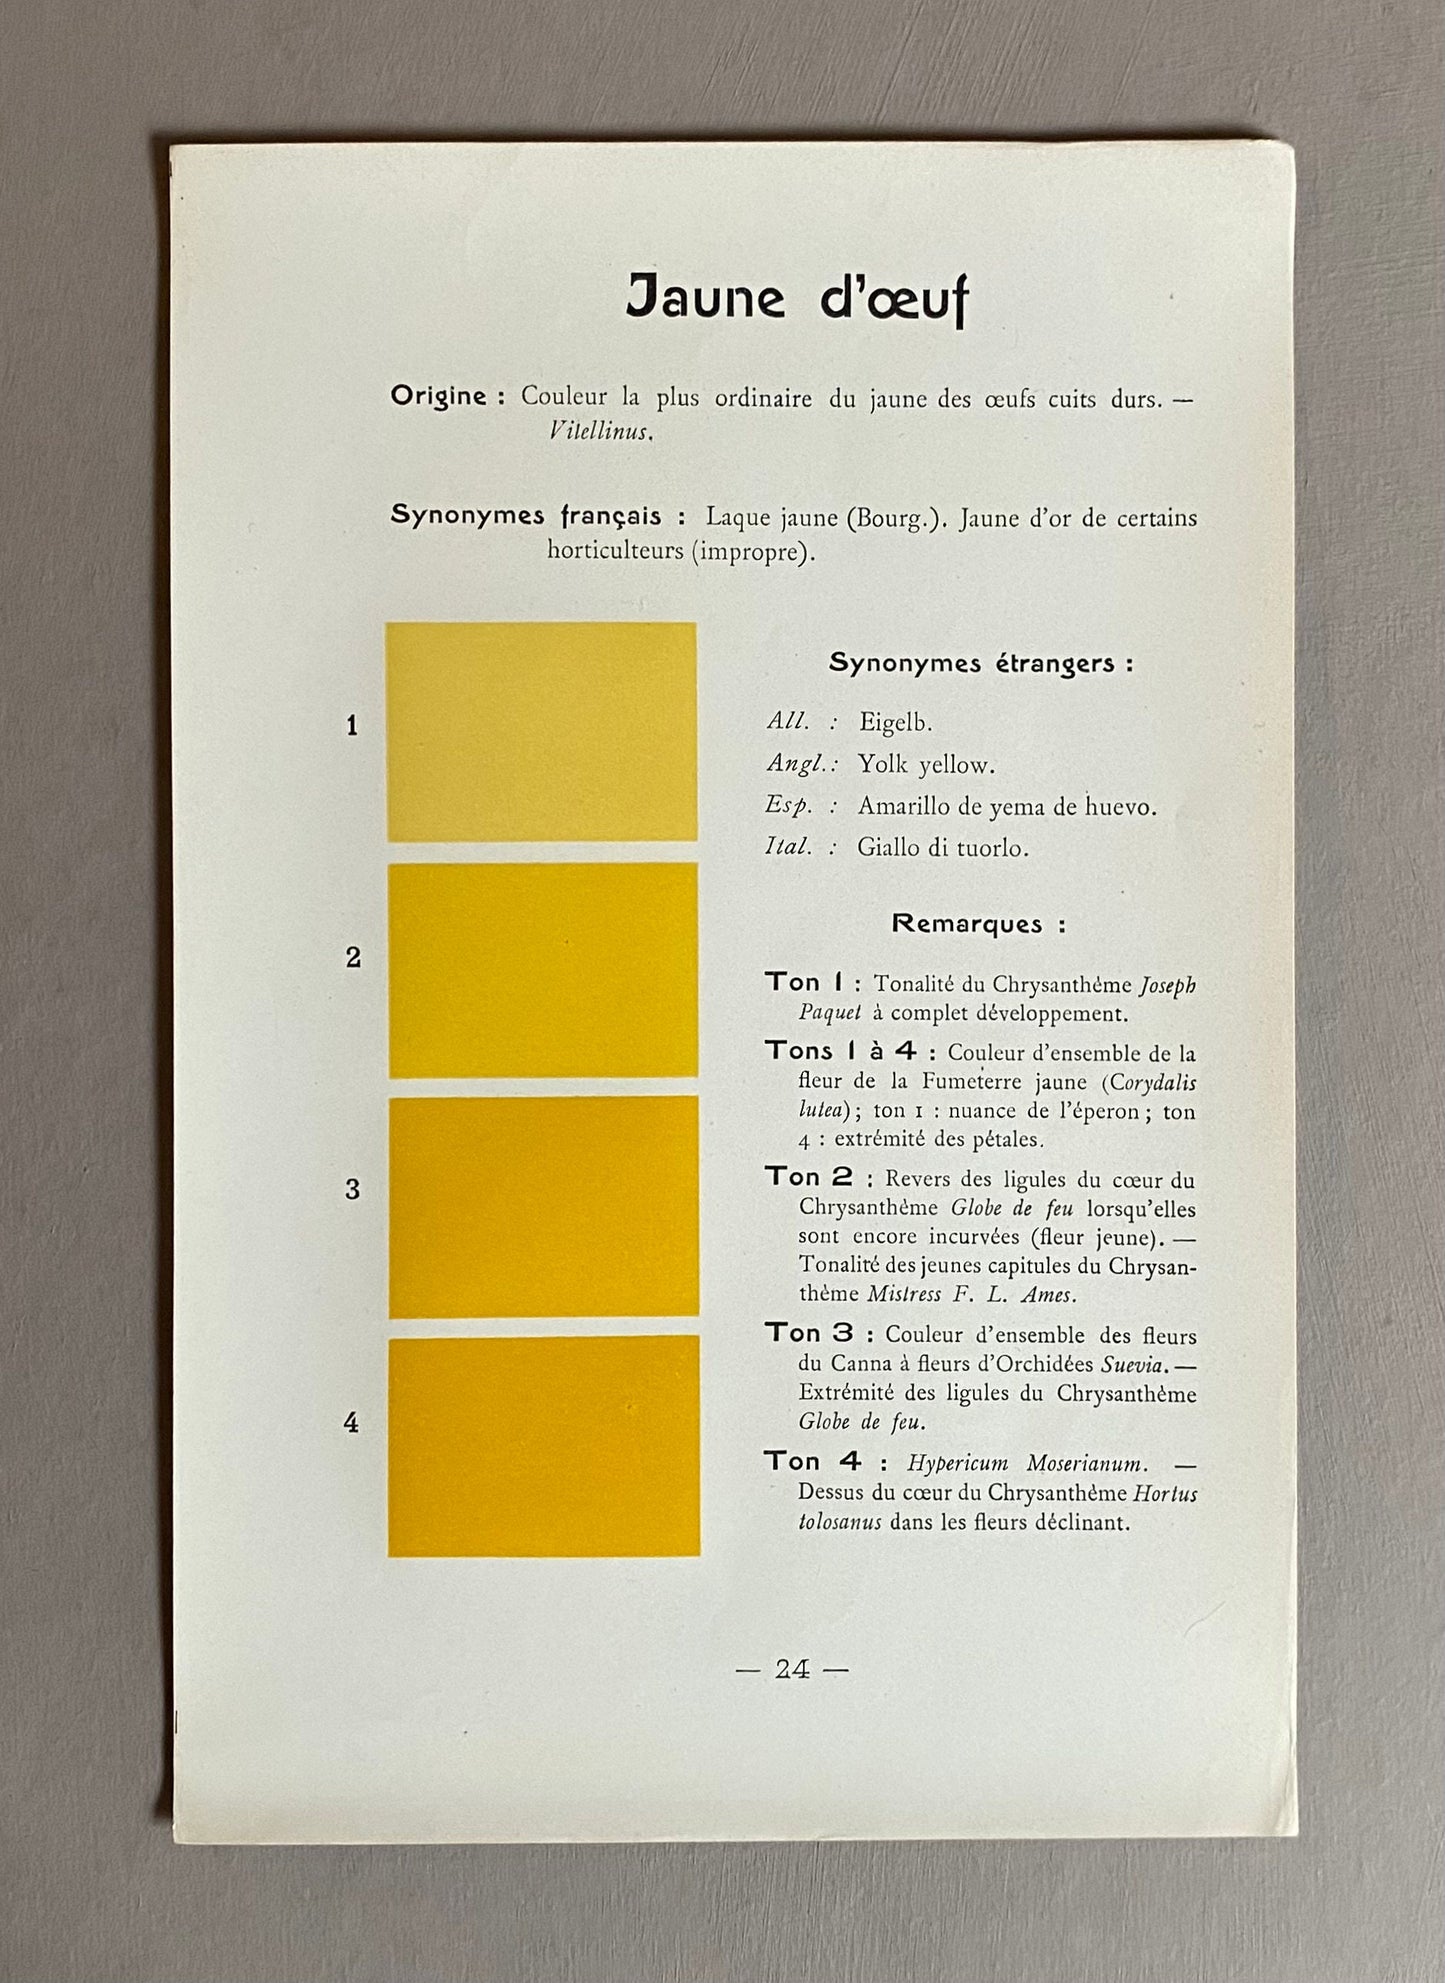 Jaune d'œuf
Origine : Couleur la plus ordinaire du jaune des œufs cuits durs. —
Vitellinus.
Synonymes français : Laque jaune (Bourg.). Jaune d'or de certains
horticulteurs (impropre).
1
2
3
4
Synonymes étrangers :
All. : Eigelb.
Angl. : Yolk yellow.
Esp. : Amarillo de yema de huevo.
Ital. : Giallo di tuorlo.
Remarques :
Ton 1 : Tonalité du Chrysanthème Joseph
Paquet à complet développement.
Tons 1 à 4 : Couleur d'ensemble de la
fleur de la Fumeterre jaune (Corydalis
lutea) ; ton 1 : nuance de l'éperon ; ton
4 : extrémité des pétales.
Ton 2 : Revers des ligules du cœur du
Chrysanthème Globe de feu lorsqu'elles
sont encore incurvées (fleur jeune). —
Tonalité des jeunes capitules du Chrysan-
thème Mistress F. L. Ames.
Ton 3 : Couleur d'ensemble des fleurs
du Canna à fleurs d'Orchidées Suevia. —
Extrémité des ligules du Chrysanthème
Globe de feu.
Ton 4 : Hypericum Moserianum. —
Dessus du cœur du Chrysanthème Hortus
tolosanus dans les fleurs déclinant.
— 24 —